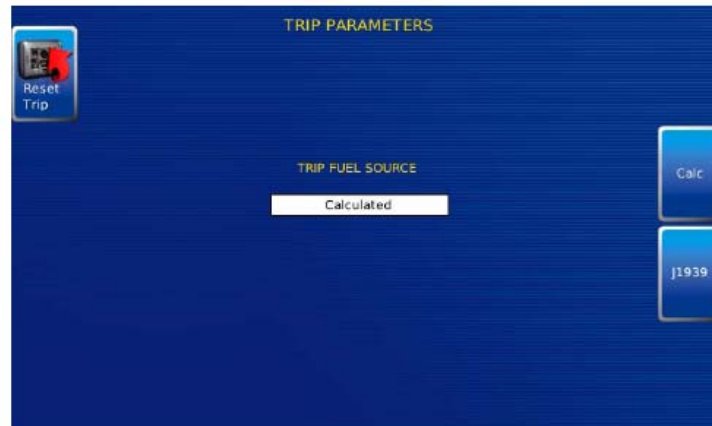 TRIP PARAMETERS
Reset
Trip
TRIP FUEL SOURCE
Calculated
Calc
J1939